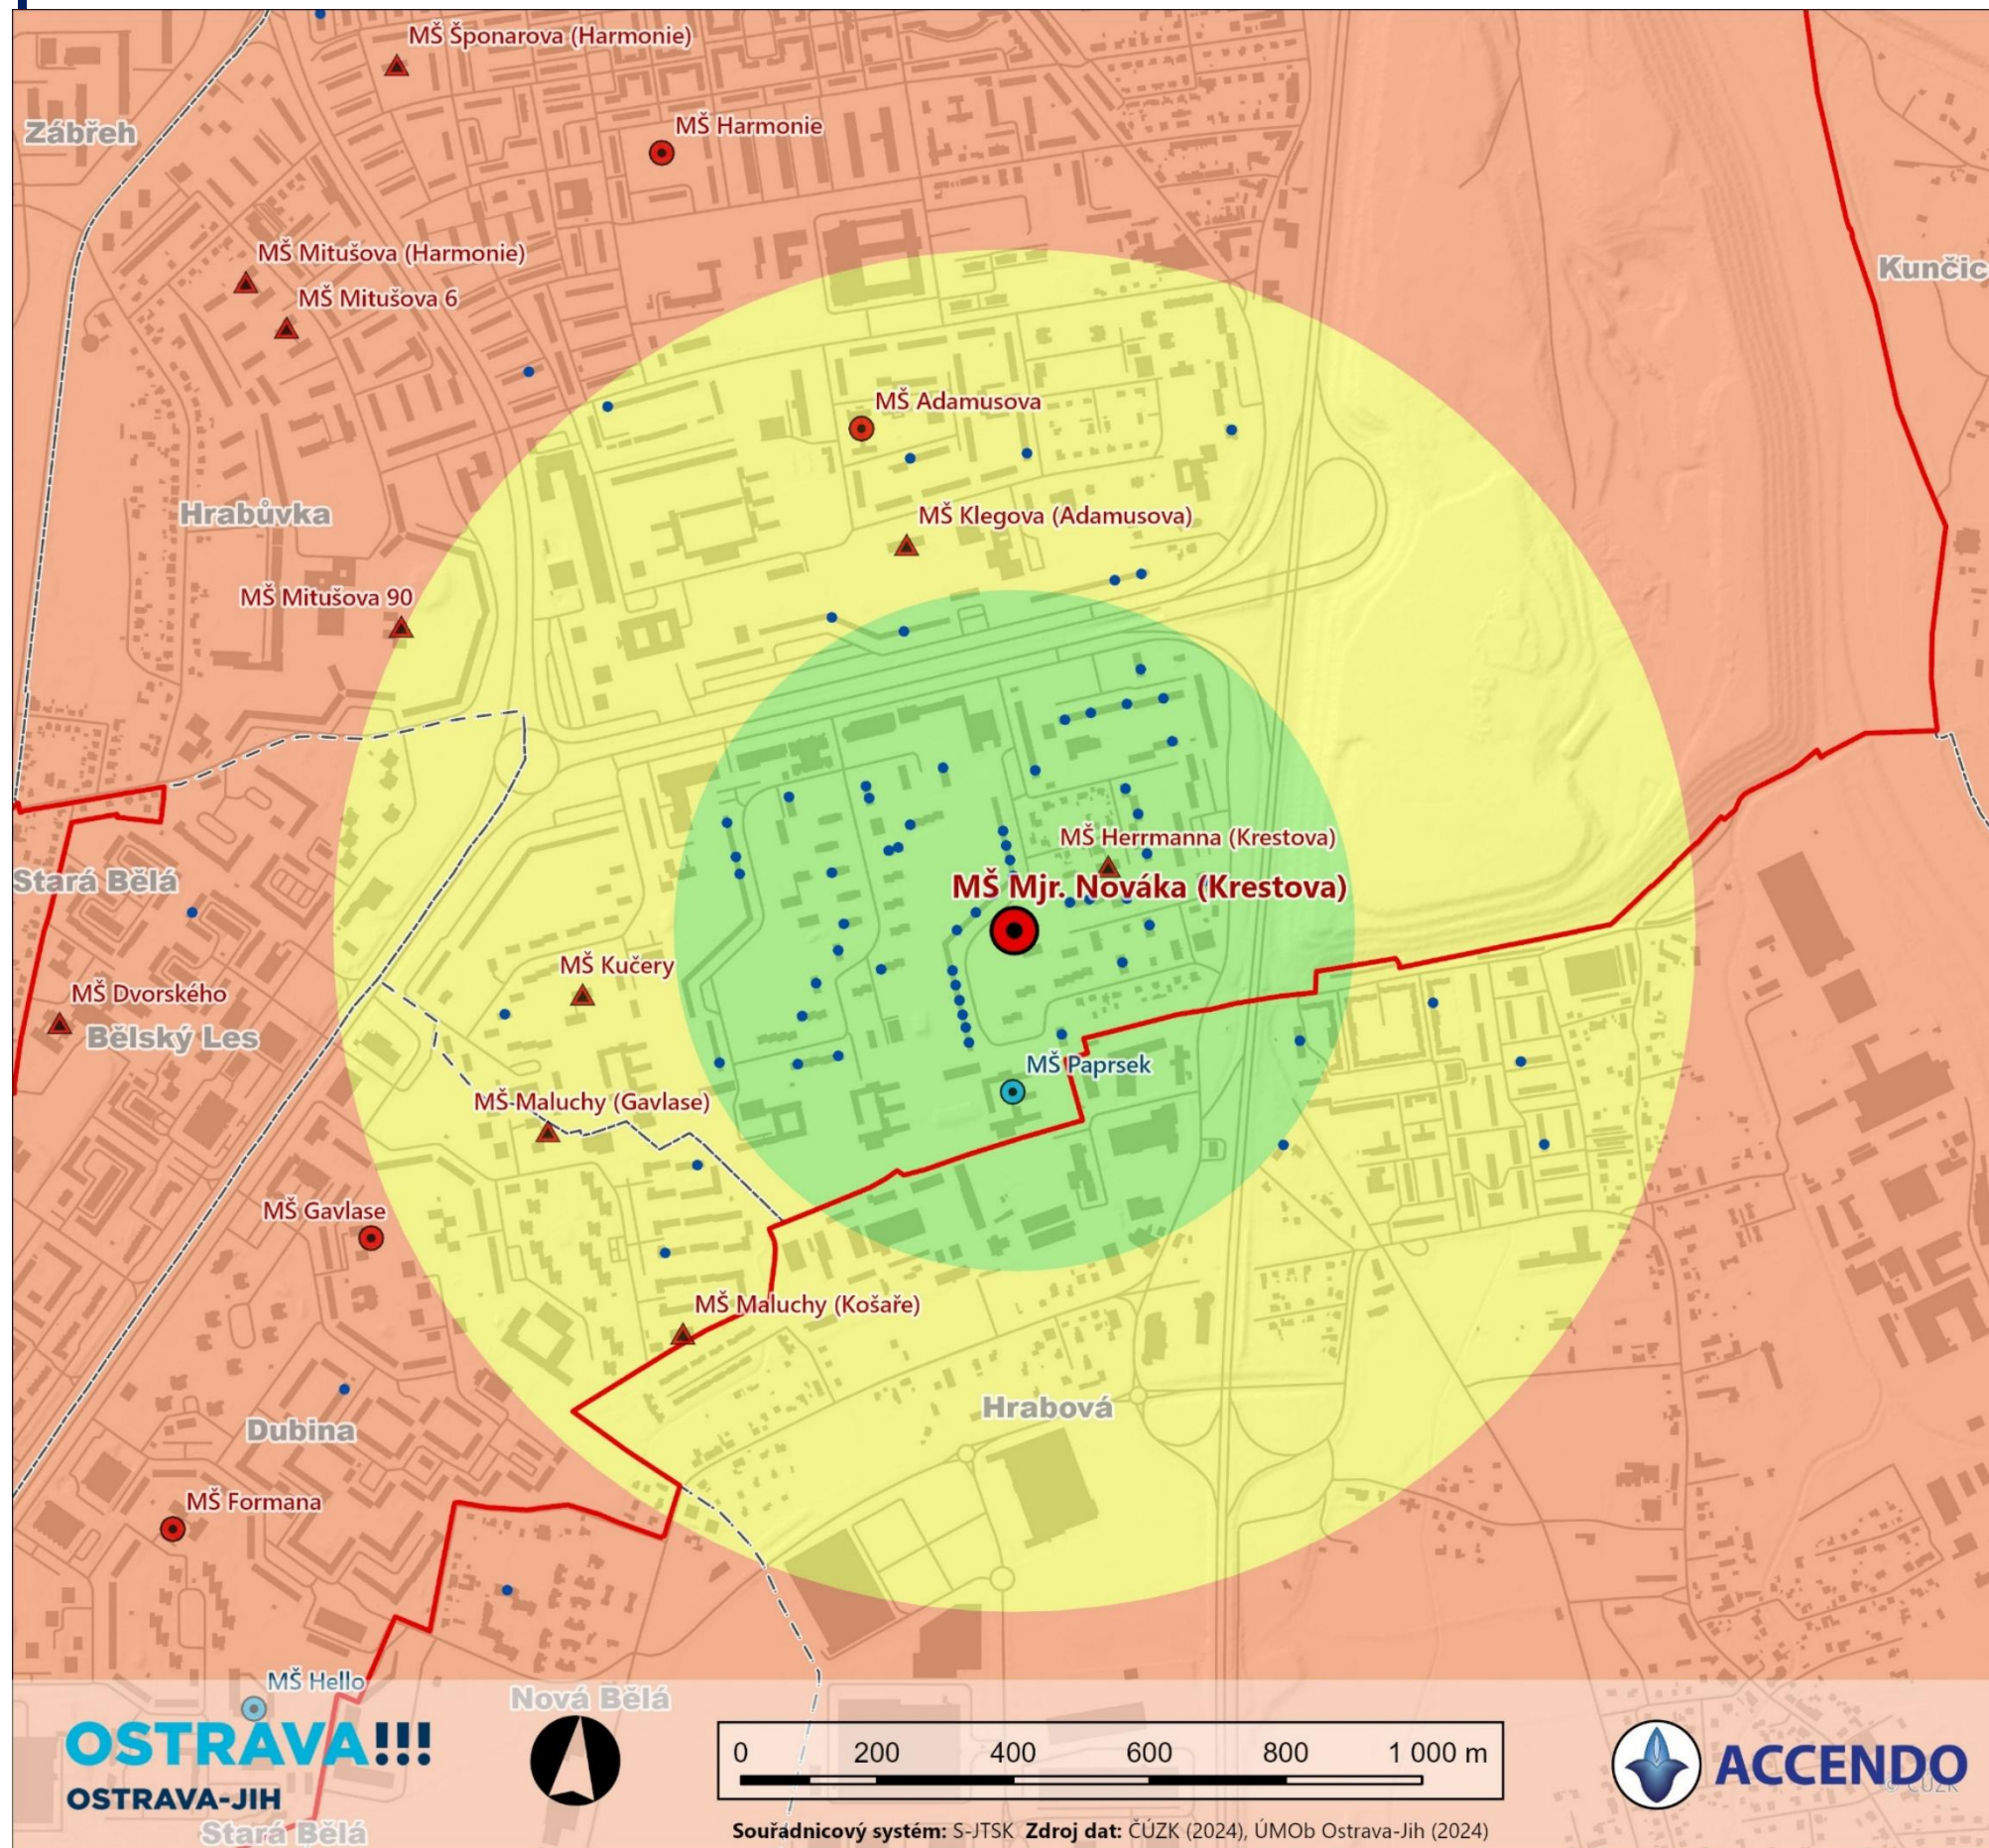 MŠ Šponarova (Harmonie)
Zábřeh
MŠ Harmonie
MŠ Mitušova (Harmonie)
Kunčic
MŠ Mitušova 6
MŠ Adamusova
Hrabůvka
MŠ Klegova (Adamusova)
MŠ Mitušova 90
MŠ Herrmanna (Krestova)
Stará Bělá
MŠ Mjr. Nováka (Krestova)
MŠ Kučery
MŠ Dvorského
Bělský Les
MŠ Paprsek
MŠ Maluchy (Gavlase)
MŠ Gavlase
MŠ Maluchy (Košaře)
Hrabová
Dubina
MŠ Formana
MŠ Hello
Nová Bělá
OSTRAVA!!!
OSTRAVA-JIH
0 200 400 600 800 1 000 m
ACCENDO
© ČÚZK
Stará Bělá
Souřadnicový systém: S-JTSK Zdroj dat: ČÚZK (2024), ÚMOb Ostrava-Jih (2024)